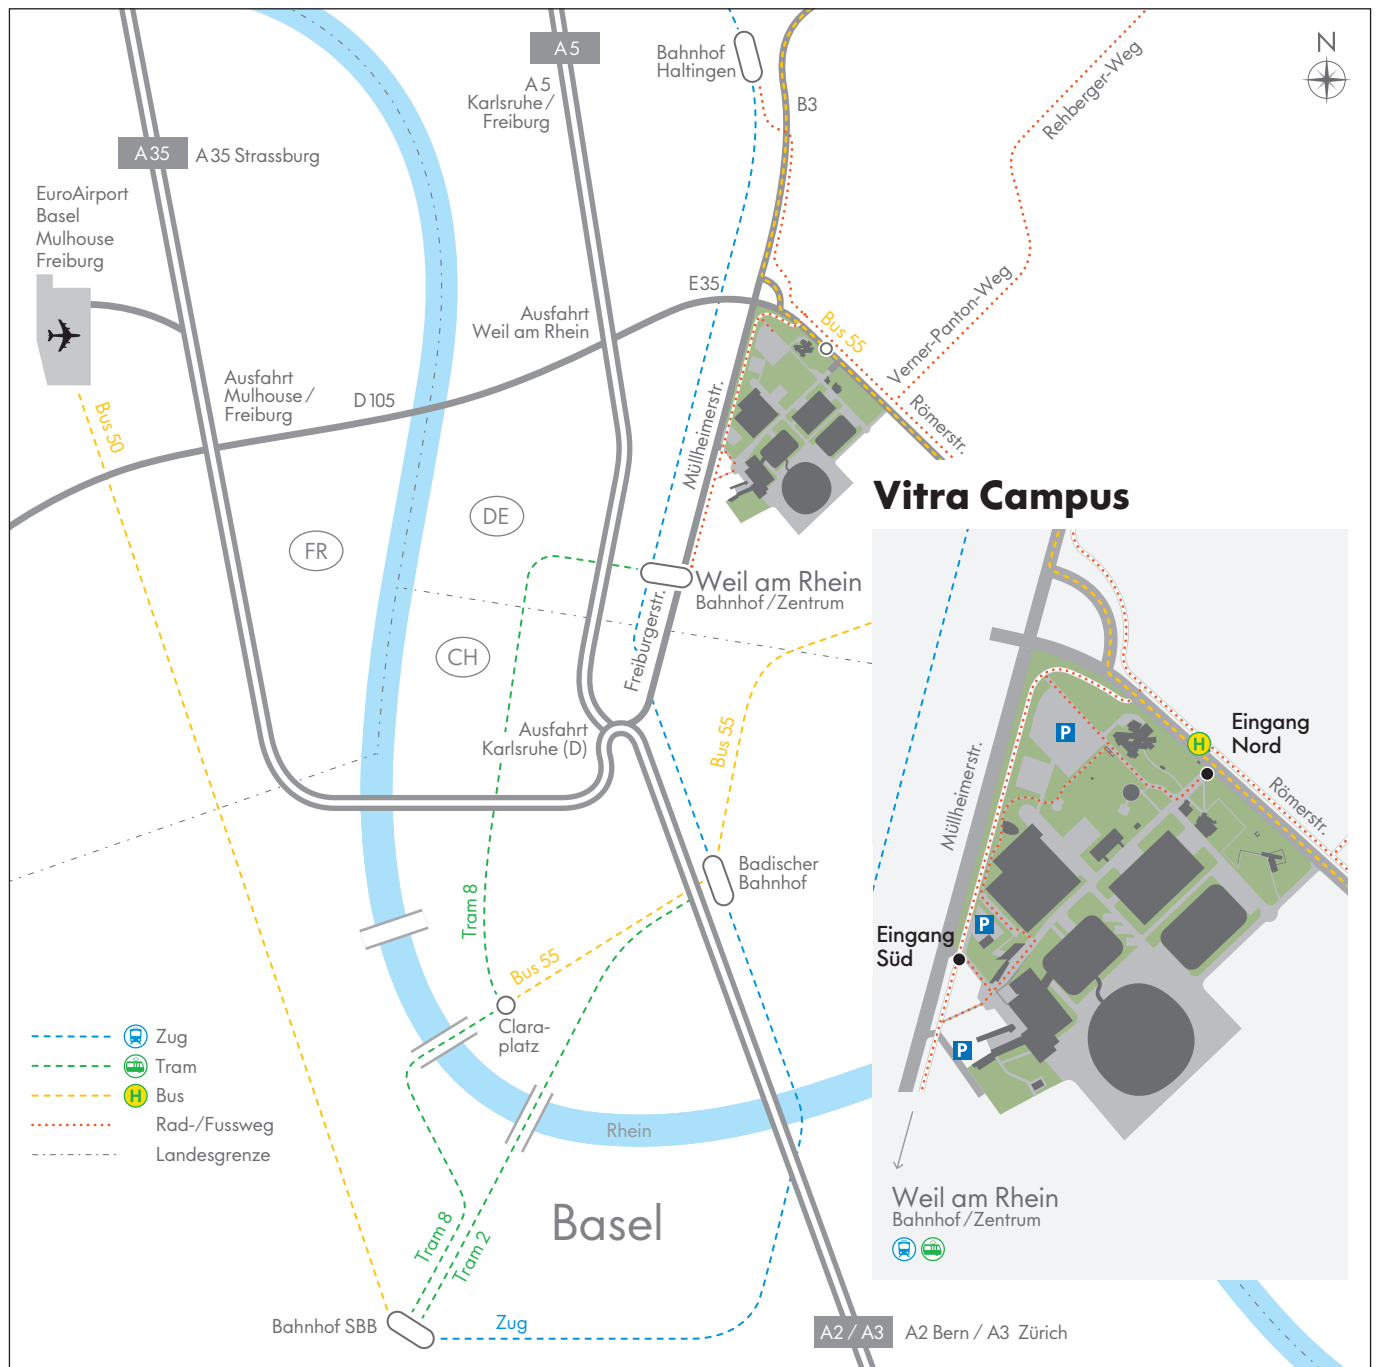 A5
A5
Karlsruhe/
Freiburg
Bahnhof
Haltingen
B3
Rehberger-Weg
N
A35
A35 Strassburg
EuroAirport
Basel
Mulhouse
Freiburg
E35
Ausfahrt
Weil am Rhein
Bus 55
Verner-Panton-Weg
Ausfahrt
Mulhouse/
Freiburg
D105
Bus 50
Müllheimerstr.
Römerstr.
Vitra Campus
DE
FR
Weil am Rhein
Bahnhof/Zentrum
Freiburgerstr.
CH
Ausfahrt
Karlsruhe (D)
Bus 55
Eingang
Nord
P
H
Müllheimerstr.
Römerstr.
Badischer
Bahnhof
Tram 8
P
Eingang
Süd
Bus 55
Clara-
platz
P
Zug
Tram
H
Bus
Rad-/Fussweg
Landesgrenze
Rhein
Weil am Rhein
Bahnhof/Zentrum
Basel
Tram 8
Tram 2
Bahnhof SBB
Zug
A2 / A3
A2 Bern / A3 Zürich